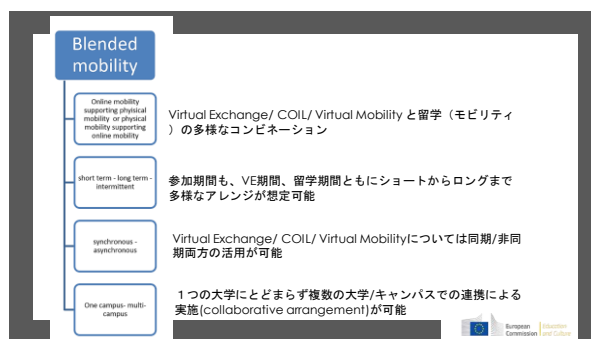 Blended
mobility
Online mobility
supporting phyisical
mobility or physical
mobility supporting
online mobility
Virtual Exchange/ COIL/ Virtual Mobility と留学（モビリティ
）の多様なコンビネーション
short term - long term -
intermittent
参加期間も、VE期間、留学期間ともにショートからロングまで
多様なアレンジが想定可能
synchronous -
asynchronous
Virtual Exchange/ COIL/ Virtual Mobilityについては同期/非同
期両方の活用が可能
One campus- multi-
campus
１つの大学にとどまらず複数の大学/キャンパスでの連携による
実施(collaborative arrangement)が可能
European
Commission
Education
and Culture